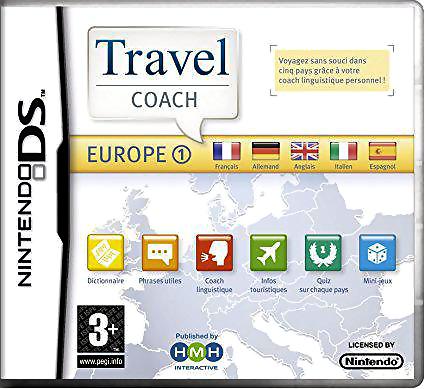 NINTENDO DS™
Travel
COACH
Voyagez sans souci dans
cinq pays grâce à votre
coach linguistique personnel !
EUROPE 1
Français Allemand Anglais Italien Espagnol
Dictionnaire Phrases utiles Coach linguistique Infos touristiques Quiz sur chaque pays Mini-jeux
3+
www.pegi.info
Published by
HMH
INTERACTIVE
LICENSED BY
Nintendo